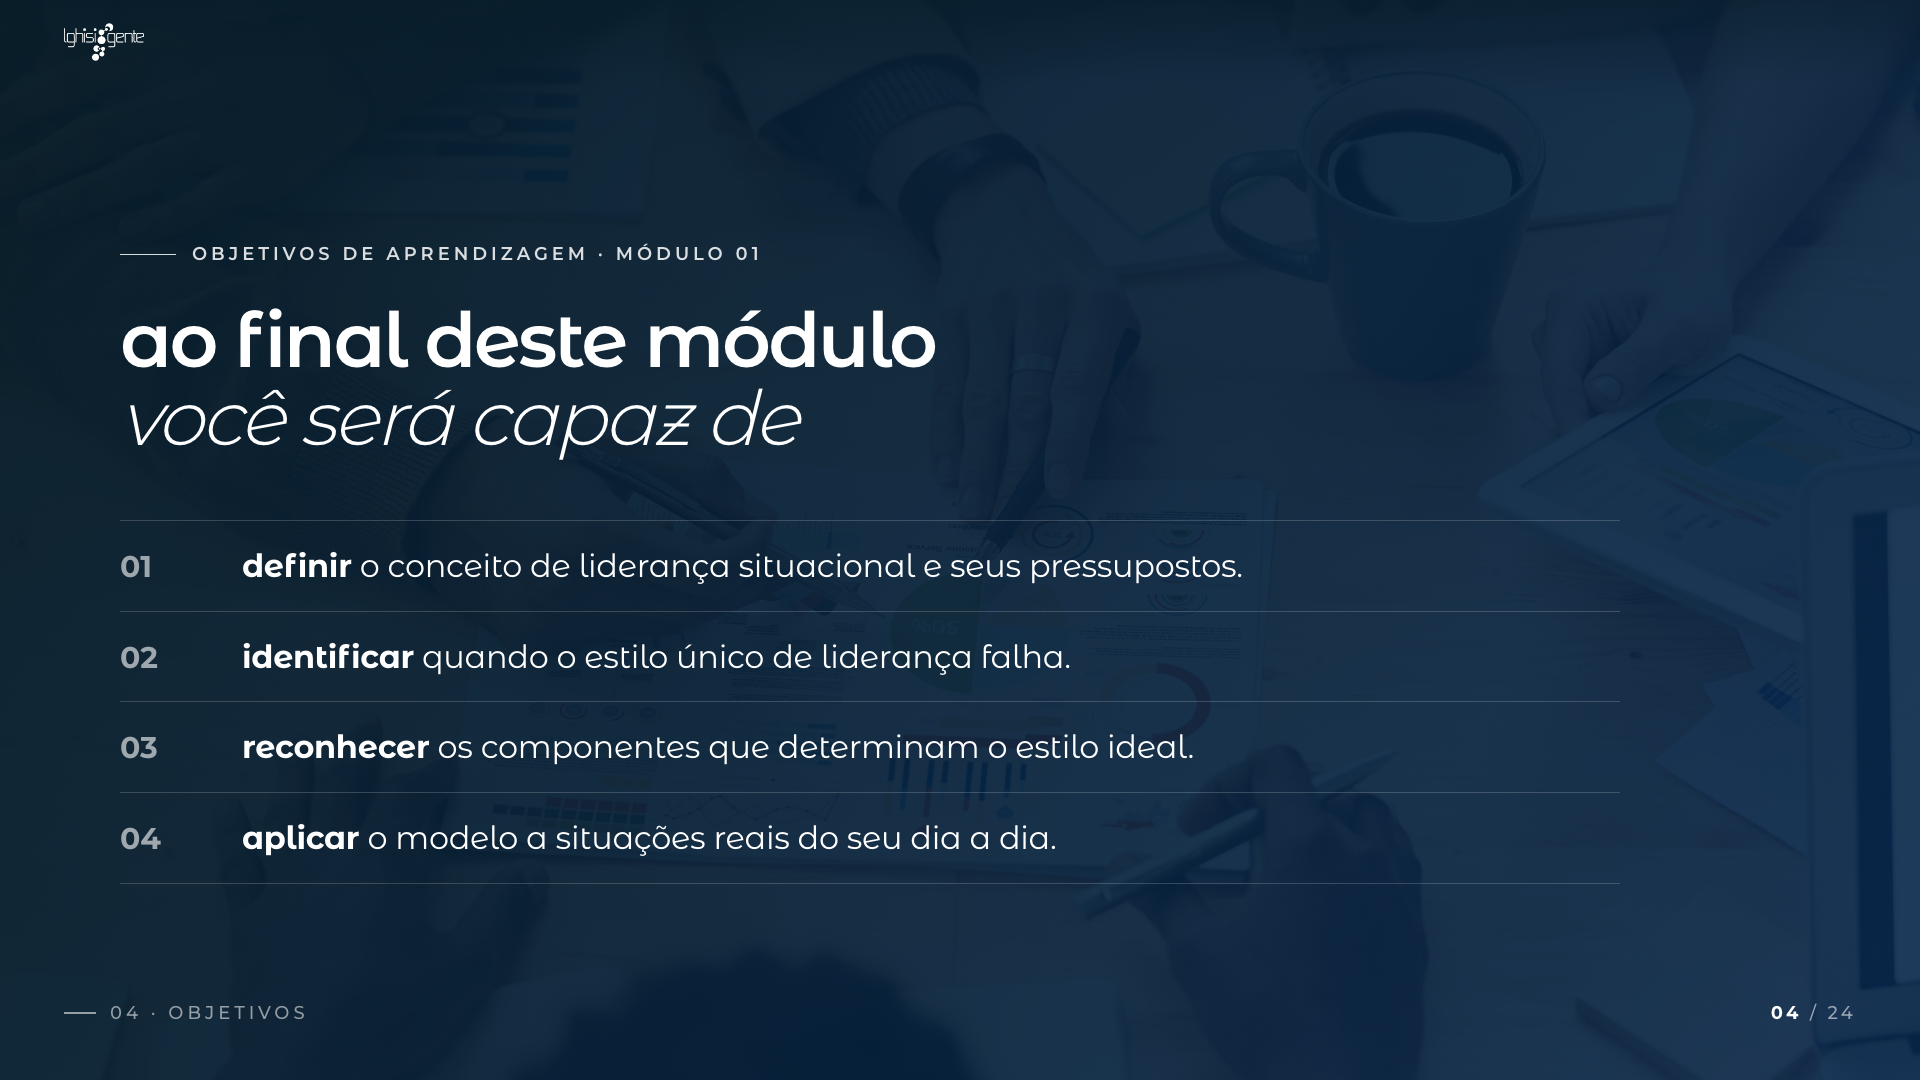 lghisi gente
OBJETIVOS DE APRENDIZAGEM · MÓDULO 01
ao final deste módulo
você será capaz de
01 definir o conceito de liderança situacional e seus pressupostos.
02 identificar quando o estilo único de liderança falha.
03 reconhecer os componentes que determinam o estilo ideal.
04 aplicar o modelo a situações reais do seu dia a dia.
04 · OBJETIVOS
04 / 24